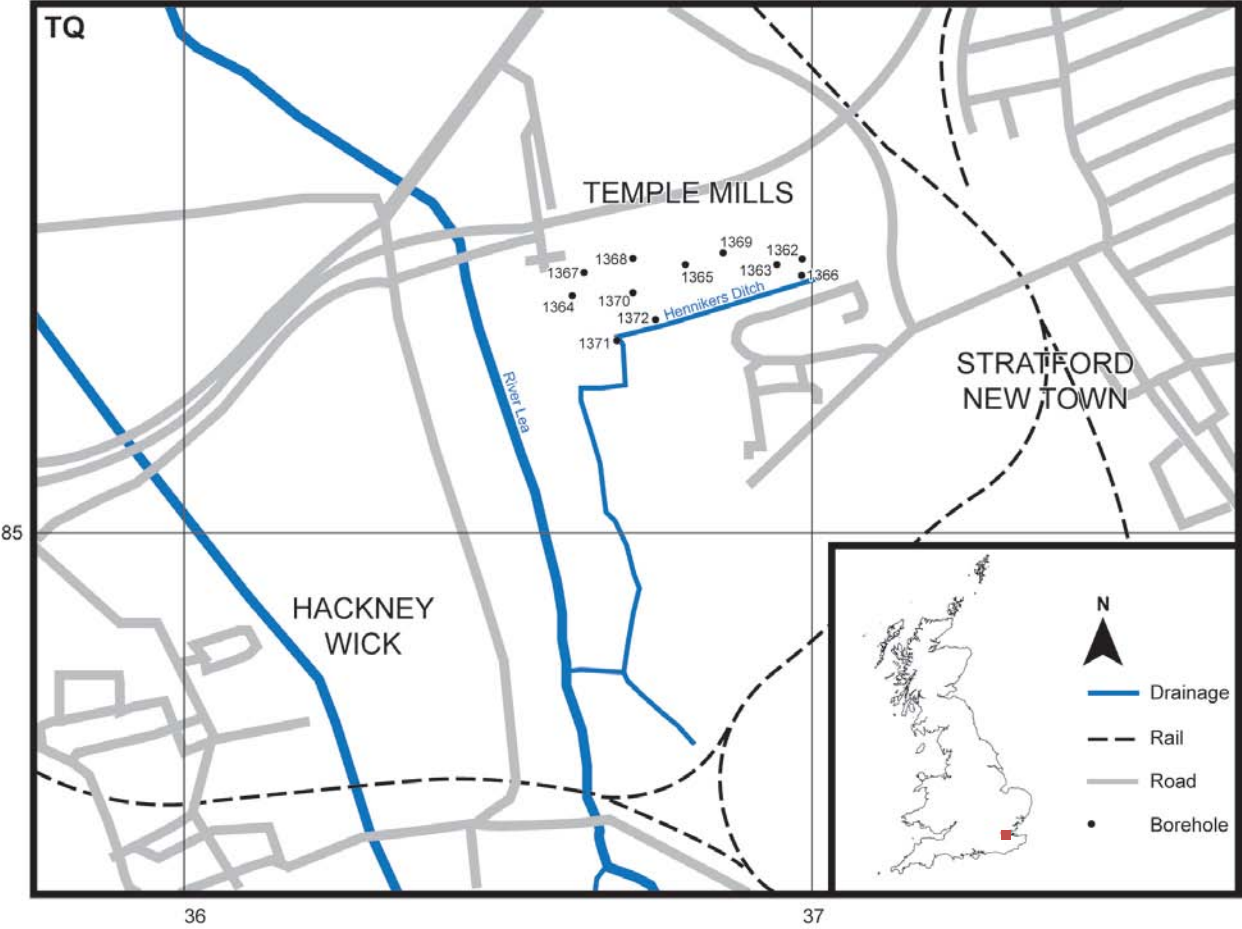 TQ
TEMPLE MILLS
1369
1368
1362
1367
1365
1363
1366
1364
1370
Hennikers Ditch
1372
1371
STRATFORD
NEW TOWN
River Lea
85
HACKNEY
WICK
N
Drainage
Rail
Road
Borehole
36
37